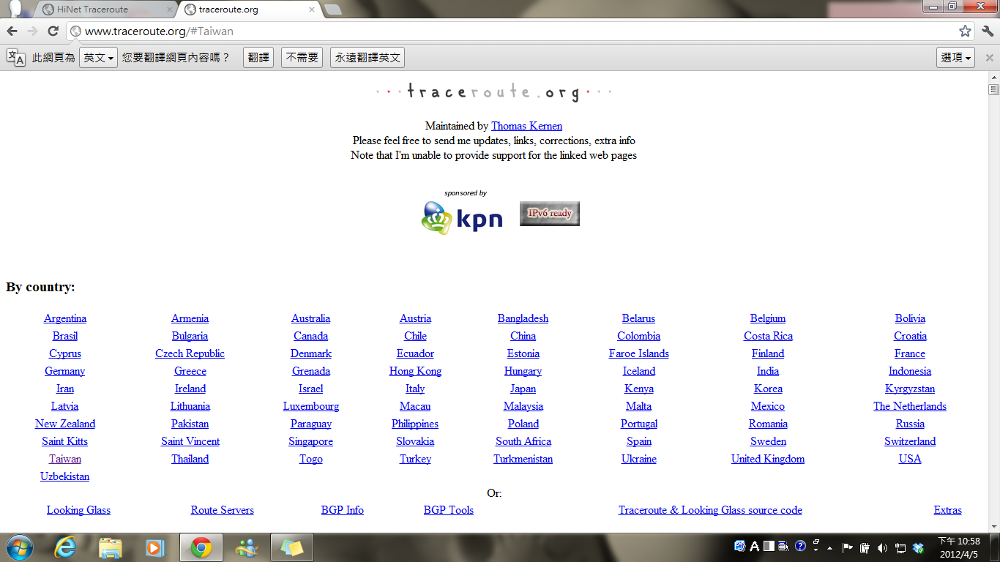 HiNet Traceroute
traceroute.org
www.traceroute.org/#Taiwan
此網頁為 英文 您要翻譯網頁內容嗎？ 翻譯 不需要 永遠翻譯英文 選項
traceroute.org
Maintained by Thomas Kernen
Please feel free to send me updates, links, corrections, extra info
Note that I'm unable to provide support for the linked web pages
sponsored by
kpn
IPv6 ready
By country:
Argentina Armenia Australia Austria Bangladesh Belarus Belgium Bolivia
Brasil Bulgaria Canada Chile China Colombia Costa Rica Croatia
Cyprus Czech Republic Denmark Ecuador Estonia Faroe Islands Finland France
Germany Greece Grenada Hong Kong Hungary Iceland India Indonesia
Iran Ireland Israel Italy Japan Kenya Korea Kyrgyzstan
Latvia Lithuania Luxembourg Macau Malaysia Malta Mexico The Netherlands
New Zealand Pakistan Paraguay Philippines Poland Portugal Romania Russia
Saint Kitts Saint Vincent Singapore Slovakia South Africa Spain Sweden Switzerland
Taiwan Thailand Togo Turkey Turkmenistan Ukraine United Kingdom USA
Uzbekistan
Or:
Looking Glass Route Servers BGP Info BGP Tools Traceroute & Looking Glass source code Extras
A
下午 10:58
2012/4/5